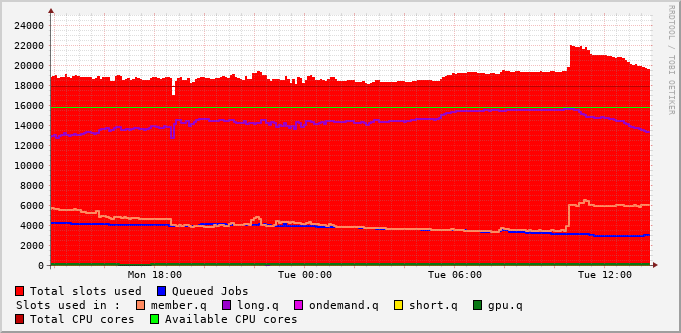 24000
22000
20000
18000
16000
14000
12000
10000
8000
6000
4000
2000
0
Mon 18:00 Tue 00:00 Tue 06:00 Tue 12:00
RRDTOOL / TOBI OETIKER
Total slots used Queued Jobs
Slots used in : member.q long.q ondemand.q short.q gpu.q
Total CPU cores Available CPU cores